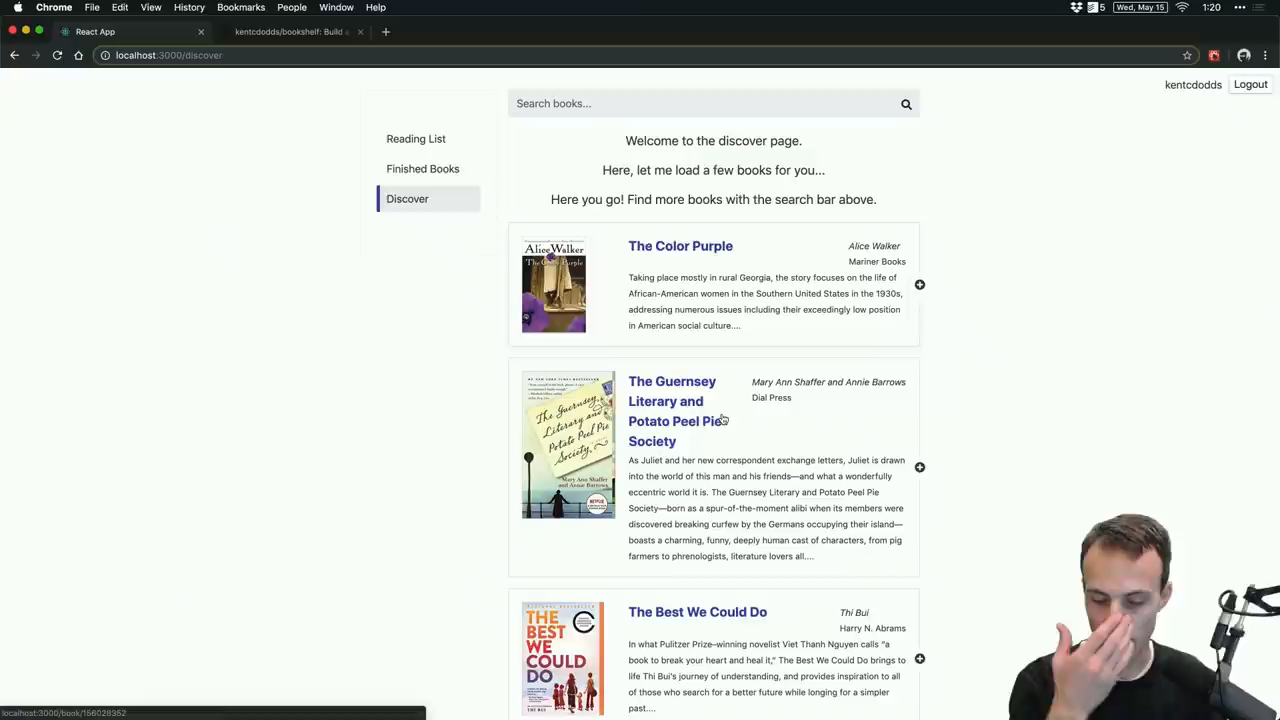 Chrome File Edit View History Bookmarks People Window Help
5 Wed, May 15 1:20
React App
kentcdodds/bookshelf: Build a
localhost:3000/discover
kentcdodds Logout
Search books...
Reading List
Finished Books
Discover
Welcome to the discover page.
Here, let me load a few books for you...
Here you go! Find more books with the search bar above.
Alice Walker
The Color Purple
The Color Purple
Alice Walker
Mariner Books
Taking place mostly in rural Georgia, the story focuses on the life of
African-American women in the Southern United States in the 1930s,
addressing numerous issues including their exceedingly low position
in American social culture....
The Guernsey
Literary and
Potato Peel Pie
Society
Mary Ann Shaffer
and Annie Barrows
NETFLIX
The Guernsey
Literary and
Potato Peel Pie
Society
Mary Ann Shaffer and Annie Barrows
Dial Press
As Juliet and her new correspondent exchange letters, Juliet is drawn
into the world of this man and his friends—and what a wonderfully
eccentric world it is. The Guernsey Literary and Potato Peel Pie
Society—born as a spur-of-the-moment alibi when its members were
discovered breaking curfew by the Germans occupying their island—
boasts a charming, funny, deeply human cast of characters, from pig
farmers to phrenologists, literature lovers all....
THE
BEST
WE
COULD
DO
THI BUI
The Best We Could Do
Thi Bui
Harry N. Abrams
In what Pulitzer Prize–winning novelist Viet Thanh Nguyen calls “a
book to break your heart and heal it,” The Best We Could Do brings to
life Thi Bui’s journey of understanding, and provides inspiration to all
of those who search for a better future while longing for a simpler
past....
localhost:3000/book/156028352